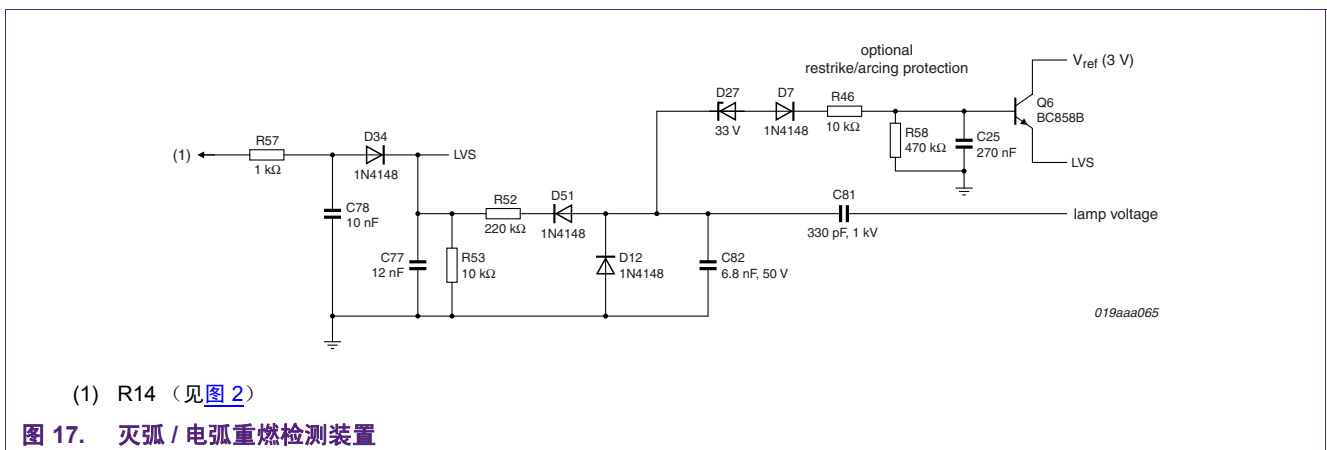 optional
restrike/arcing protection
Vref (3 V)
D27
33 V
D7
1N4148
R46
10 kΩ
Q6
BC858B
R58
470 kΩ
C25
270 nF
LVS
(1)
R57
1 kΩ
D34
1N4148
LVS
C78
10 nF
R52
220 kΩ
D51
1N4148
C81
330 pF, 1 kV
lamp voltage
C77
12 nF
R53
10 kΩ
D12
1N4148
C82
6.8 nF, 50 V
019aaa065
(1) R14 （见图 2）
图 17. 灭弧 / 电弧重燃检测装置